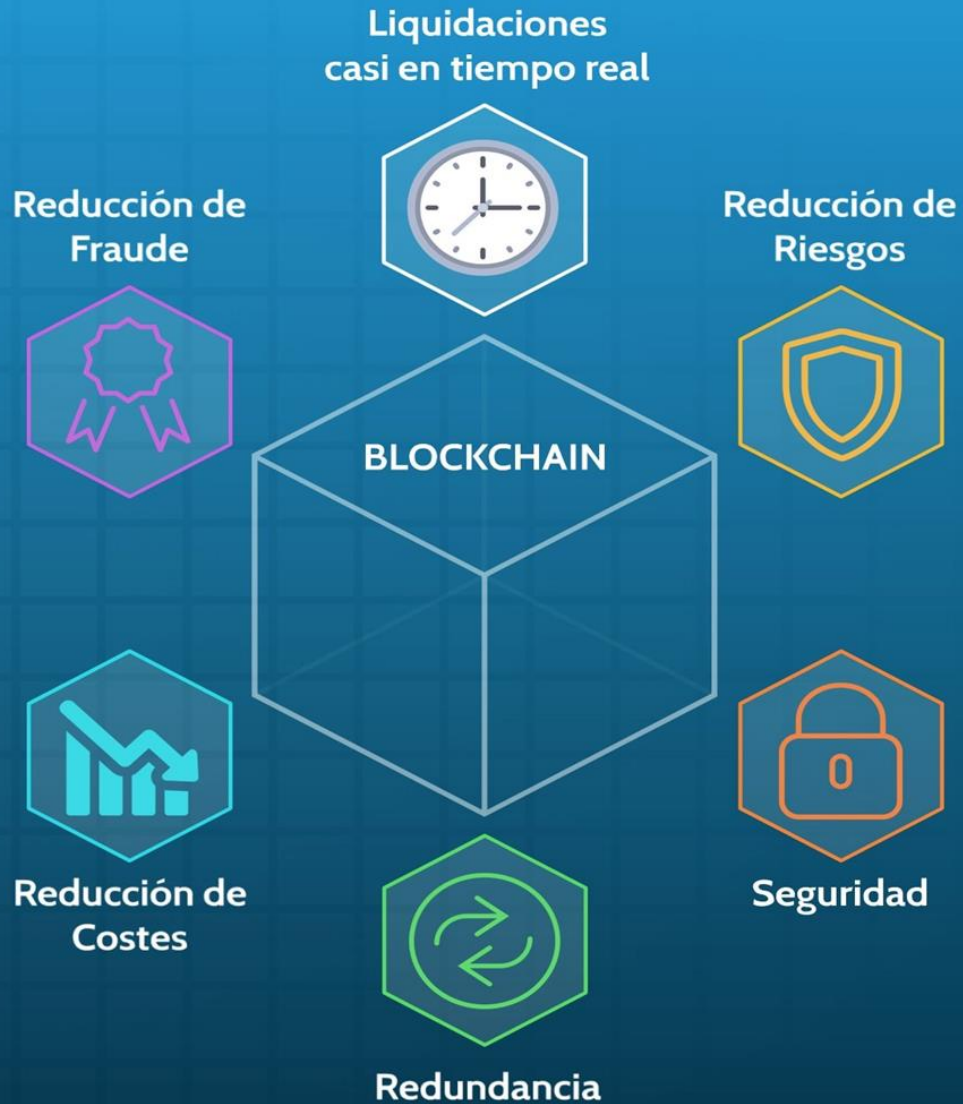 Liquidaciones
casi en tiempo real
Reducción de
Fraude
Reducción de
Riesgos
BLOCKCHAIN
Reducción de
Costes
Seguridad
Redundancia